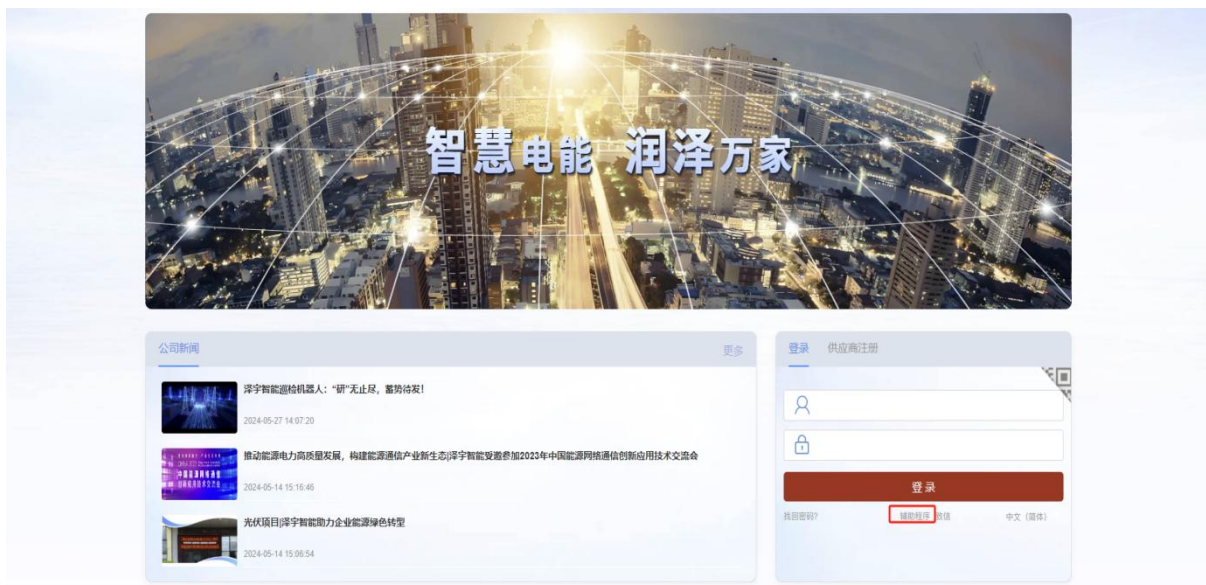 智慧电能 润泽万家
公司新闻
更多
泽宇智能巡检机器人：“研”无止尽，蓄势待发！
2024-05-27 14:07:20
推动能源电力高质量发展，构建能源通信产业新生态|泽宇智能受邀参加2023年中国能源网络通信创新应用技术交流会
2024-05-14 15:16:46
光伏项目|泽宇智能助力企业能源绿色转型
2024-05-14 15:06:54
登录 供应商注册
登录
找回密码? 辅助程序 微信 中文（简体）